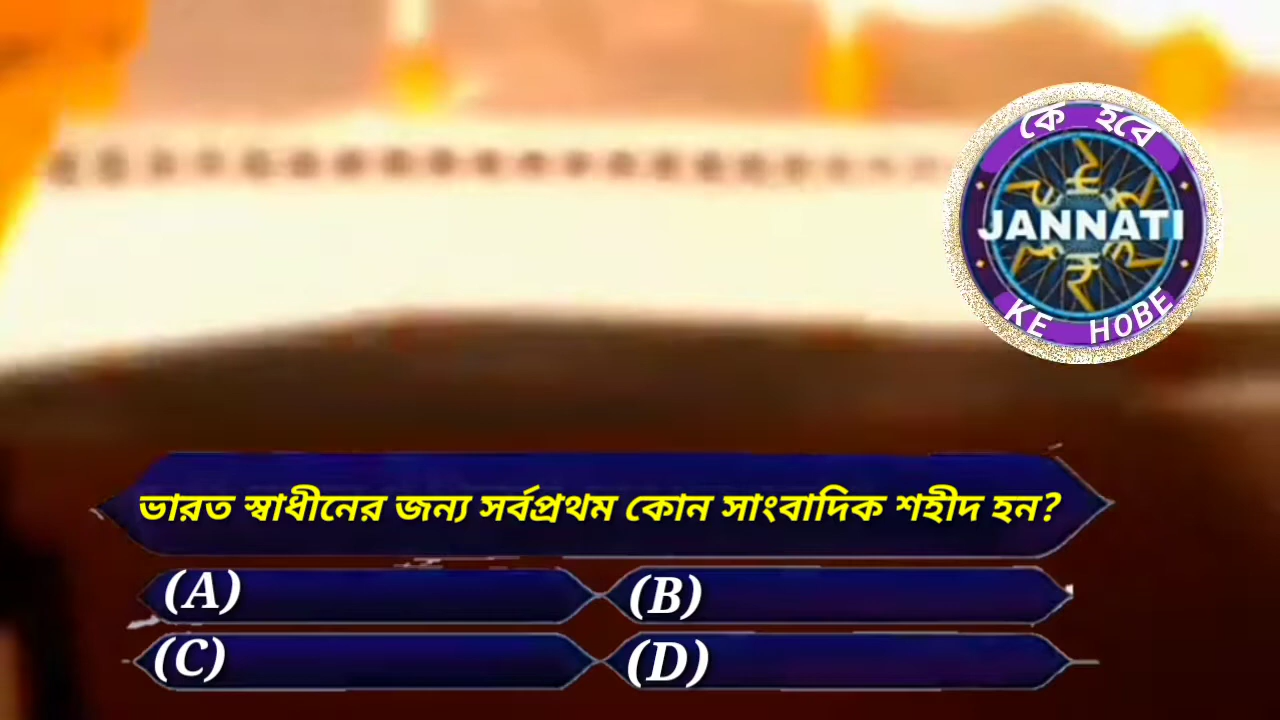 কে হবে
JANNATI
KE HOBE
ভারত স্বাধীনের জন্য সর্বপ্রথম কোন সাংবাদিক শহীদ হন?
(A)
(B)
(C)
(D)